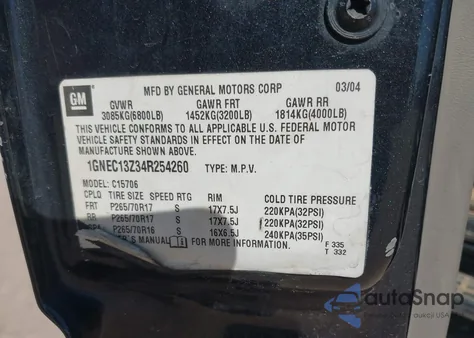 GM
MFD BY GENERAL MOTORS CORP 03/04
GVWR GAWR FRT GAWR RR
3085KG(6800LB) 1452KG(3200LB) 1814KG(4000LB)
THIS VEHICLE CONFORMS TO ALL APPLICABLE U.S. FEDERAL MOTOR
VEHICLE SAFETY STANDARDS IN EFFECT ON THE DATE OF
MANUFACTURE SHOWN ABOVE.
1GNEC13Z34R254260 TYPE: M.P.V.
MODEL: C15706
CPLQ TIRE SIZE SPEED RTG RIM COLD TIRE PRESSURE
FRT P265/70R17 S 17X7.5J 220KPA(32PSI)
RR P265/70R17 S 17X7.5J 220KPA(32PSI)
P265/70R16 S 16X6.5J 240KPA(35PSI)
MANUAL FOR MORE INFORMATION. F 335
T 332
autoSnap